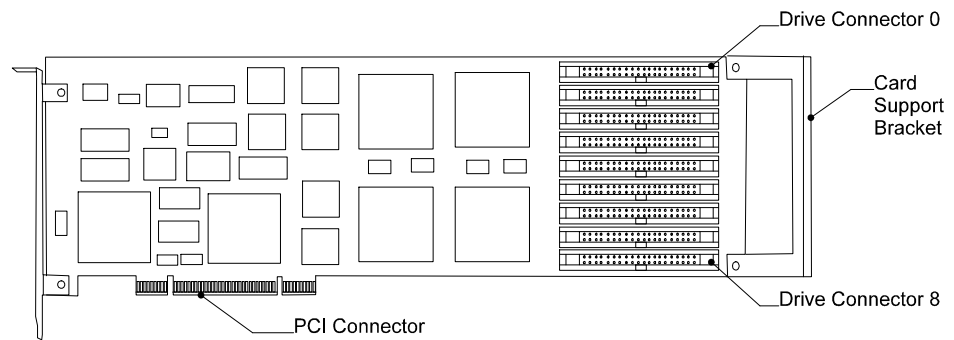 Drive Connector 0
Card
Support
Bracket
Drive Connector 8
PCI Connector